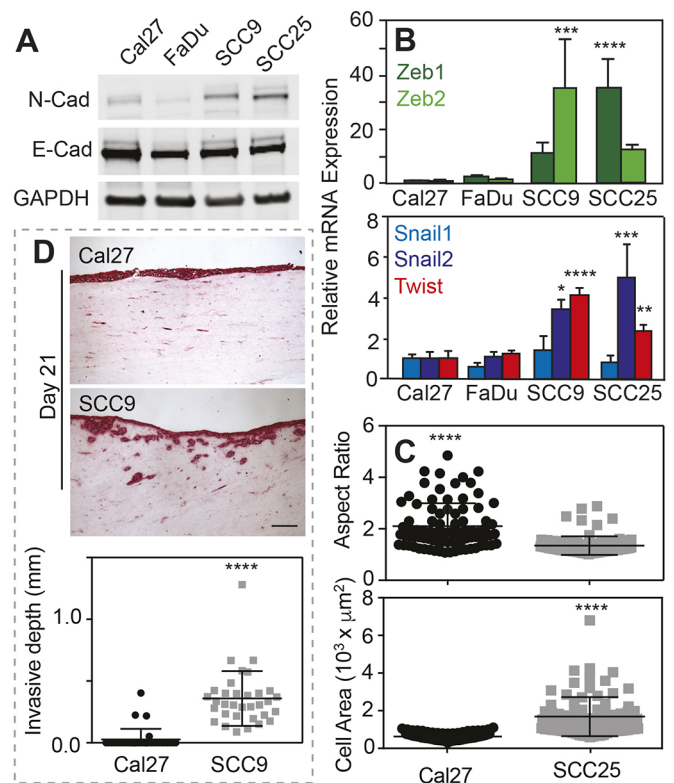 A
Cal27
FaDu
SCC9
SCC25
N-Cad
E-Cad
GAPDH
B
Relative mRNA Expression
60
40
20
0
Zeb1
Zeb2
***
****
Cal27
FaDu
SCC9
SCC25
8
6
4
2
0
Snail1
Snail2
Twist
*
****
***
**
Cal27
FaDu
SCC9
SCC25
D
Day 21
Cal27
SCC9
Invasive depth (mm)
1.0
0.0
****
Cal27
SCC9
C
Aspect Ratio
6
4
2
0
****
Cell Area (10³ x μm²)
8
6
4
2
0
****
Cal27
SCC25